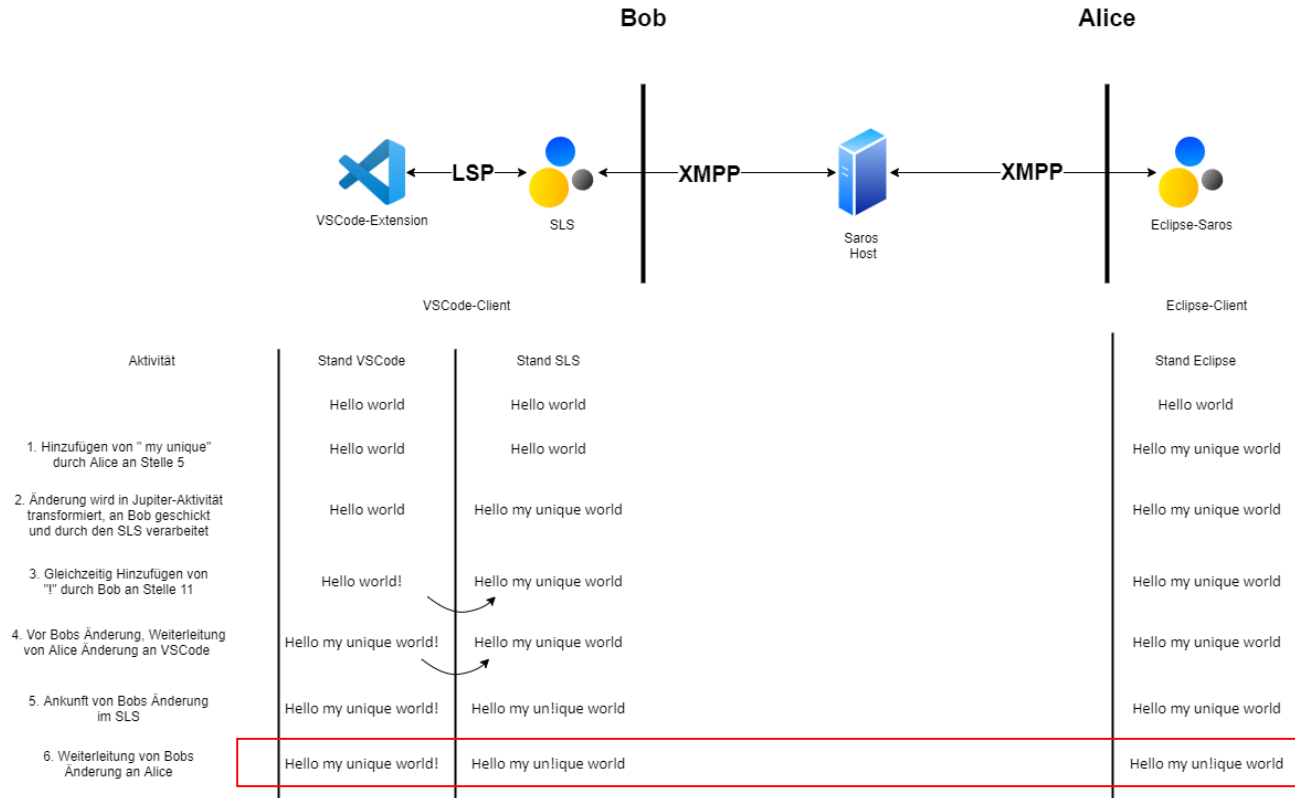 Bob
Alice
LSP
XMPP
XMPP
VSCode-Extension
SLS
Saros
Host
Eclipse-Saros
VSCode-Client
Eclipse-Client
Aktivität
Stand VSCode
Stand SLS
Stand Eclipse
Hello world
Hello world
Hello world
1. Hinzufügen von " my unique"
durch Alice an Stelle 5
Hello world
Hello world
Hello my unique world
2. Änderung wird in Jupiter-Aktivität
transformiert, an Bob geschickt
und durch den SLS verarbeitet
Hello world
Hello my unique world
Hello my unique world
3. Gleichzeitig Hinzufügen von
"!" durch Bob an Stelle 11
Hello world!
Hello my unique world
Hello my unique world
4. Vor Bobs Änderung, Weiterleitung
von Alice Änderung an VSCode
Hello my unique world!
Hello my unique world
Hello my unique world
5. Ankunft von Bobs Änderung
im SLS
Hello my unique world!
Hello my un!ique world
Hello my unique world
6. Weiterleitung von Bobs
Änderung an Alice
Hello my unique world!
Hello my un!ique world
Hello my un!ique world